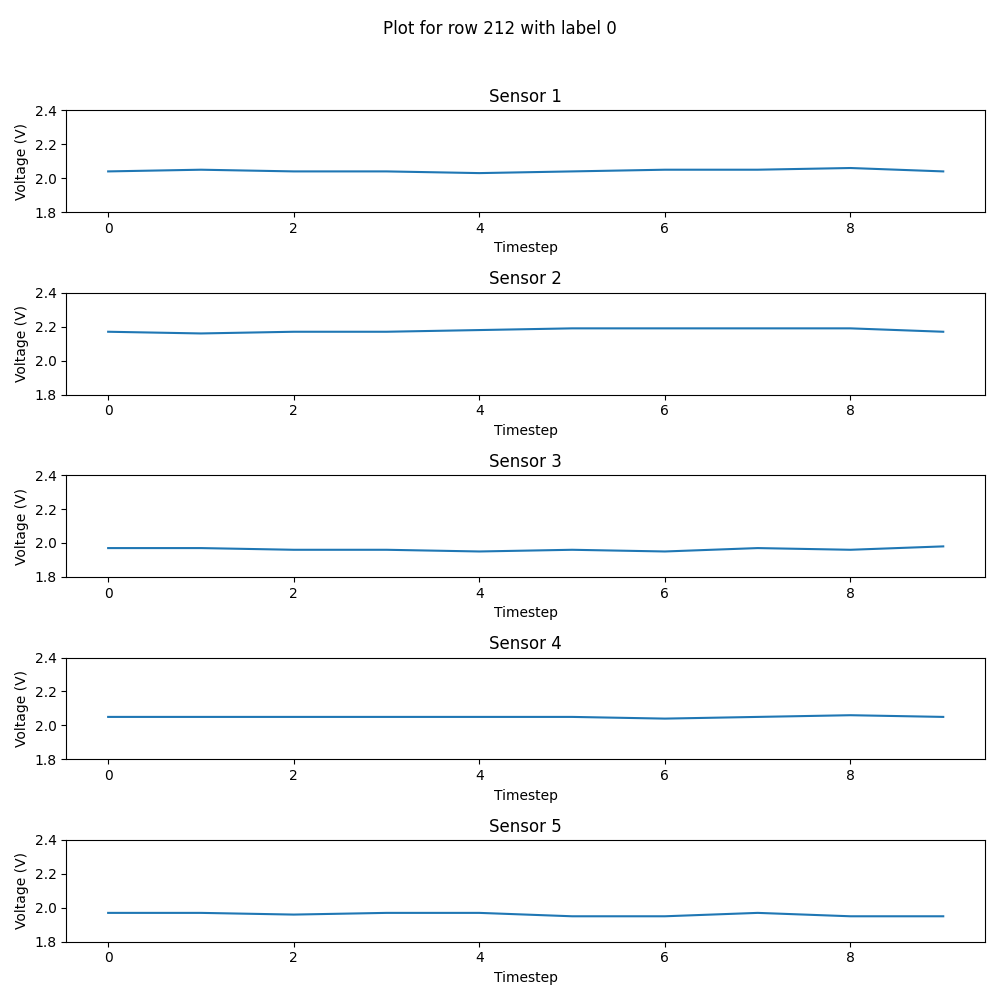 Plot for row 212 with label 0
Sensor 1
2.4
2.2
2.0
1.8
Voltage (V)
0 2 4 6 8
Timestep
Sensor 2
2.4
2.2
2.0
1.8
Voltage (V)
0 2 4 6 8
Timestep
Sensor 3
2.4
2.2
2.0
1.8
Voltage (V)
0 2 4 6 8
Timestep
Sensor 4
2.4
2.2
2.0
1.8
Voltage (V)
0 2 4 6 8
Timestep
Sensor 5
2.4
2.2
2.0
1.8
Voltage (V)
0 2 4 6 8
Timestep